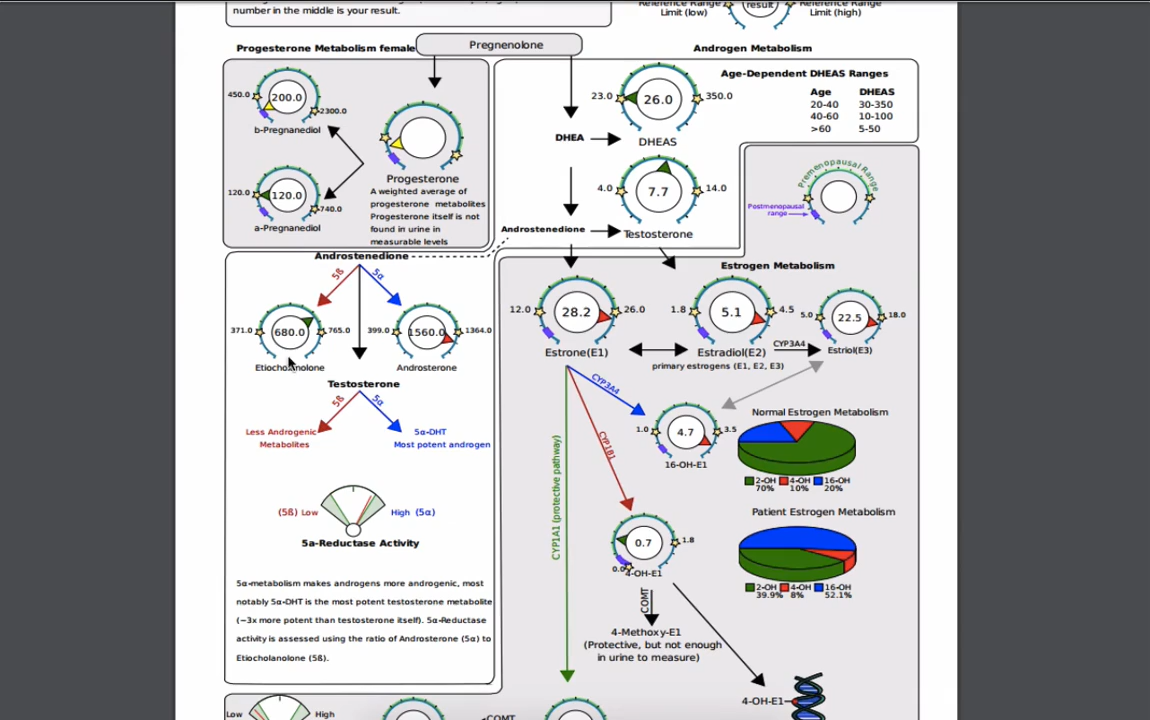 number in the middle is your result.
Reference Range
Limit (low)
result
Reference Range
Limit (high)
Progesterone Metabolism female
Pregnenolone
Androgen Metabolism
450.0
200.0
2300.0
b-Pregnanediol
Progesterone
A weighted average of
progesterone metabolites
Progesterone itself is not
found in urine in
measurable levels
120.0
120.0
740.0
a-Pregnanediol
DHEA
23.0
26.0
350.0
DHEAS
Age-Dependent DHEAS Ranges
Age DHEAS
20-40 30-350
40-60 10-100
>60 5-50
4.0
7.7
14.0
Testosterone
Androstenedione
Premenopausal Range
Postmenopausal
range
Androstenedione
5ß
5α
371.0
680.0
765.0
Etiocholanolone
399.0
1560.0
1364.0
Androsterone
Testosterone
5ß
5α
Less Androgenic
Metabolites
5α-DHT
Most potent androgen
(5ß) Low
High (5α)
5a-Reductase Activity
5α-metabolism makes androgens more androgenic, most
notably 5α-DHT is the most potent testosterone metabolite
(~3x more potent than testosterone itself). 5α-Reductase
activity is assessed using the ratio of Androsterone (5α) to
Etiocholanolone (5ß).
Estrogen Metabolism
12.0
28.2
26.0
Estrone(E1)
1.8
5.1
4.5
Estradiol(E2)
CYP3A4
5.0
22.5
18.0
Estriol(E3)
primary estrogens (E1, E2, E3)
CYP3A4
CYP1B1
CYP1A1 (protective pathway)
1.0
4.7
3.5
16-OH-E1
Normal Estrogen Metabolism
2-OH 4-OH 16-OH
70% 10% 20%
Patient Estrogen Metabolism
2-OH 4-OH 16-OH
39.9% 8% 52.1%
0.7
1.8
0.0
4-OH-E1
COMT
4-Methoxy-E1
(Protective, but not enough
in urine to measure)
4-OH-E1
Low
High
COMT